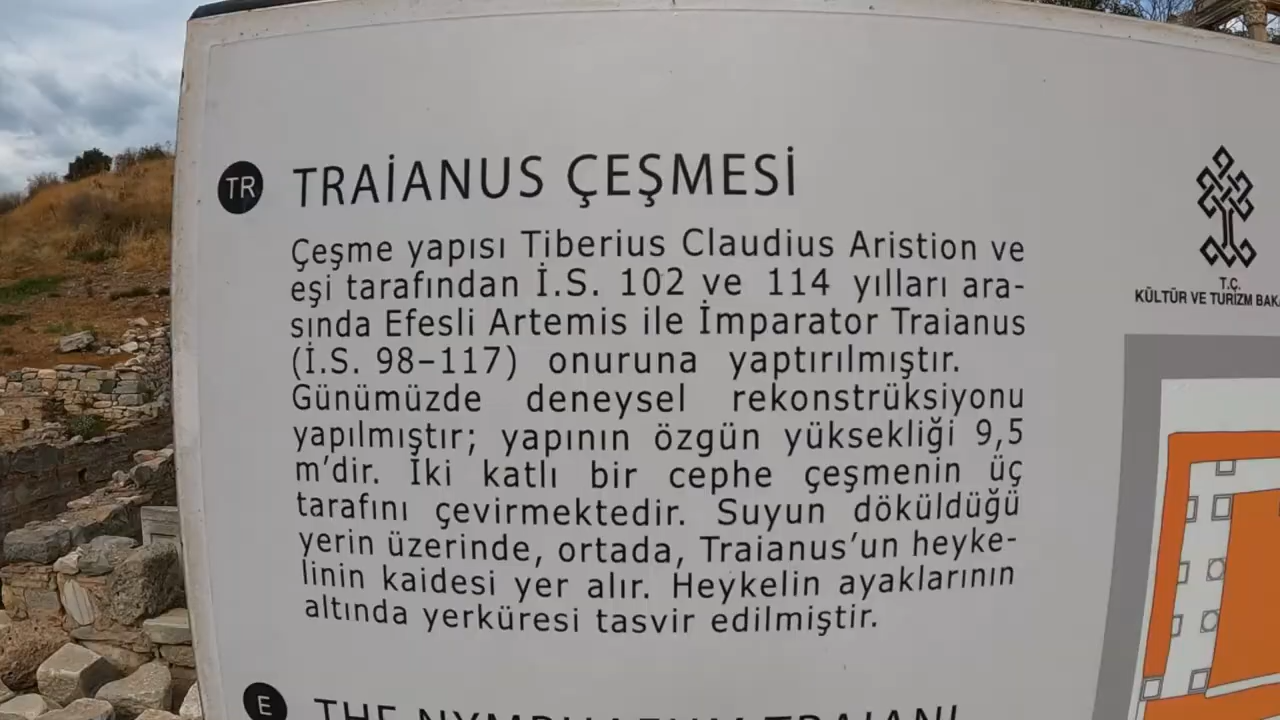 TR TRAİANUS ÇEŞMESİ
Çeşme yapısı Tiberius Claudius Aristion ve
eşi tarafından İ.S. 102 ve 114 yılları ara-
sında Efesli Artemis ile İmparator Traianus
(İ.S. 98–117) onuruna yaptırılmıştır.
Günümüzde deneysel rekonstrüksiyonu
yapılmıştır; yapının özgün yüksekliği 9,5
m’dir. İki katlı bir cephe çeşmenin üç
tarafını çevirmektedir. Suyun döküldüğü
yerin üzerinde, ortada, Traianus’un heyke-
linin kaidesi yer alır. Heykelin ayaklarının
altında yerküresi tasvir edilmiştir.
E THE NYMPHAEUM TRAIANI
T.C.
KÜLTÜR VE TURİZM